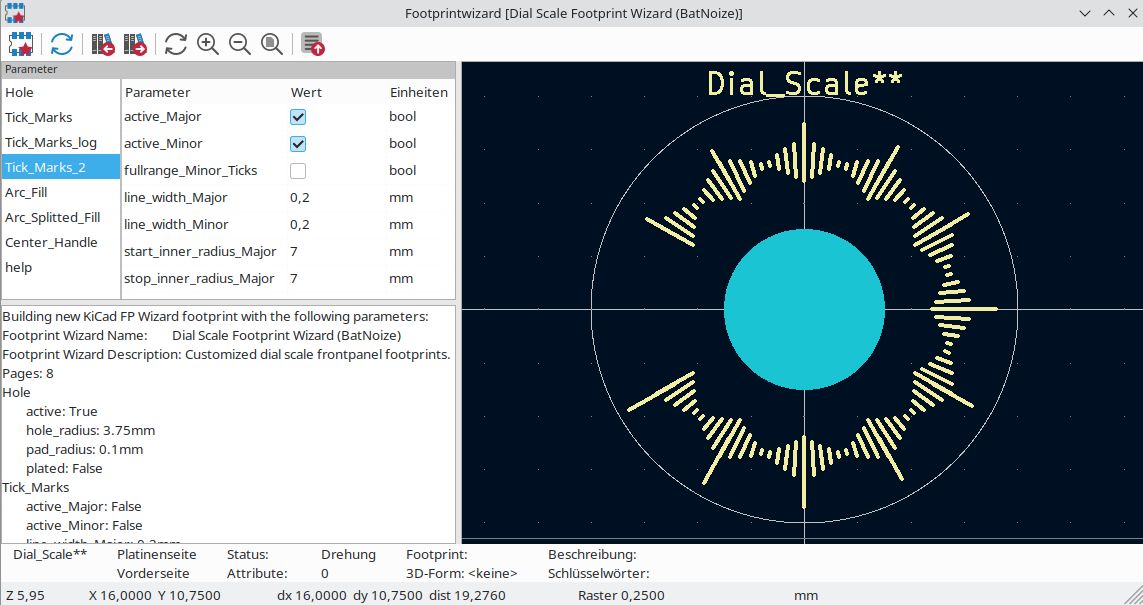 Footprintwizard [Dial Scale Footprint Wizard (BatNoize)]
Parameter
Hole
Tick_Marks
Tick_Marks_log
Tick_Marks_2
Arc_Fill
Arc_Splitted_Fill
Center_Handle
help
Parameter Wert Einheiten
active_Major bool
active_Minor bool
fullrange_Minor_Ticks bool
line_width_Major 0,2 mm
line_width_Minor 0,2 mm
start_inner_radius_Major 7 mm
stop_inner_radius_Major 7 mm
Building new KiCad FP Wizard footprint with the following parameters:
Footprint Wizard Name: Dial Scale Footprint Wizard (BatNoize)
Footprint Wizard Description: Customized dial scale frontpanel footprints.
Pages: 8
Hole
active: True
hole_radius: 3.75mm
pad_radius: 0.1mm
plated: False
Tick_Marks
active_Major: False
active_Minor: False
line_width_Major: 0.2mm
Dial_Scale**
Dial_Scale** Platinenseite Status: Drehung Footprint: Beschreibung:
Vorderseite Attribute: 0 3D-Form: <keine> Schlüsselwörter:
Z 5,95 X 16,0000 Y 10,7500 dx 16,0000 dy 10,7500 dist 19,2760 Raster 0,2500 mm